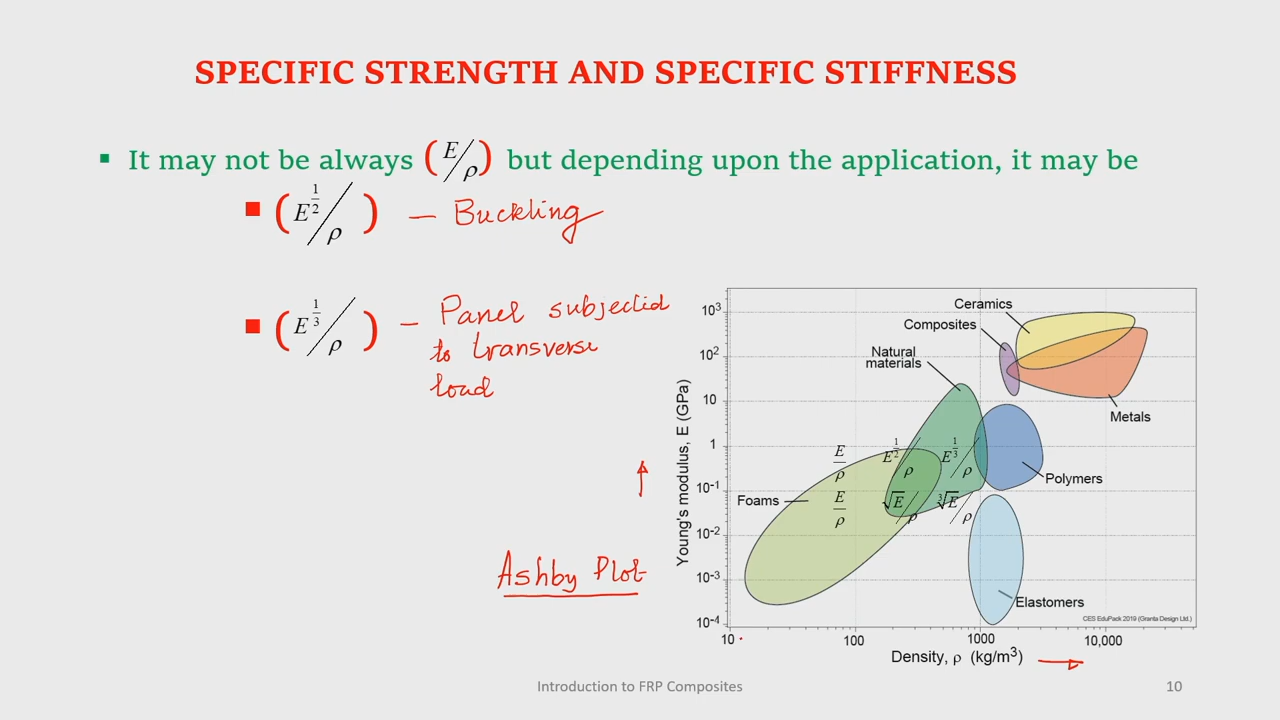 SPECIFIC STRENGTH AND SPECIFIC STIFFNESS
▪ It may not be always (E/ρ) but depending upon the application, it may be
▪ (E^{1/2}/ρ) – Buckling
▪ (E^{1/3}/ρ) – Panel subjected
to transverse
load
Ashby Plot
Young's modulus, E (GPa)
10³
10²
10
1
10⁻¹
10⁻²
10⁻³
10⁻⁴
Ceramics
Composites
Natural
materials
Metals
Polymers
Foams
Elastomers
E/ρ E^{1/2}/ρ E^{1/3}/ρ
E/ρ √E/ρ ∛E/ρ
CES EduPack 2019 (Granta Design Ltd.)
10 100 1000 10,000
Density, ρ (kg/m³)
Introduction to FRP Composites
10